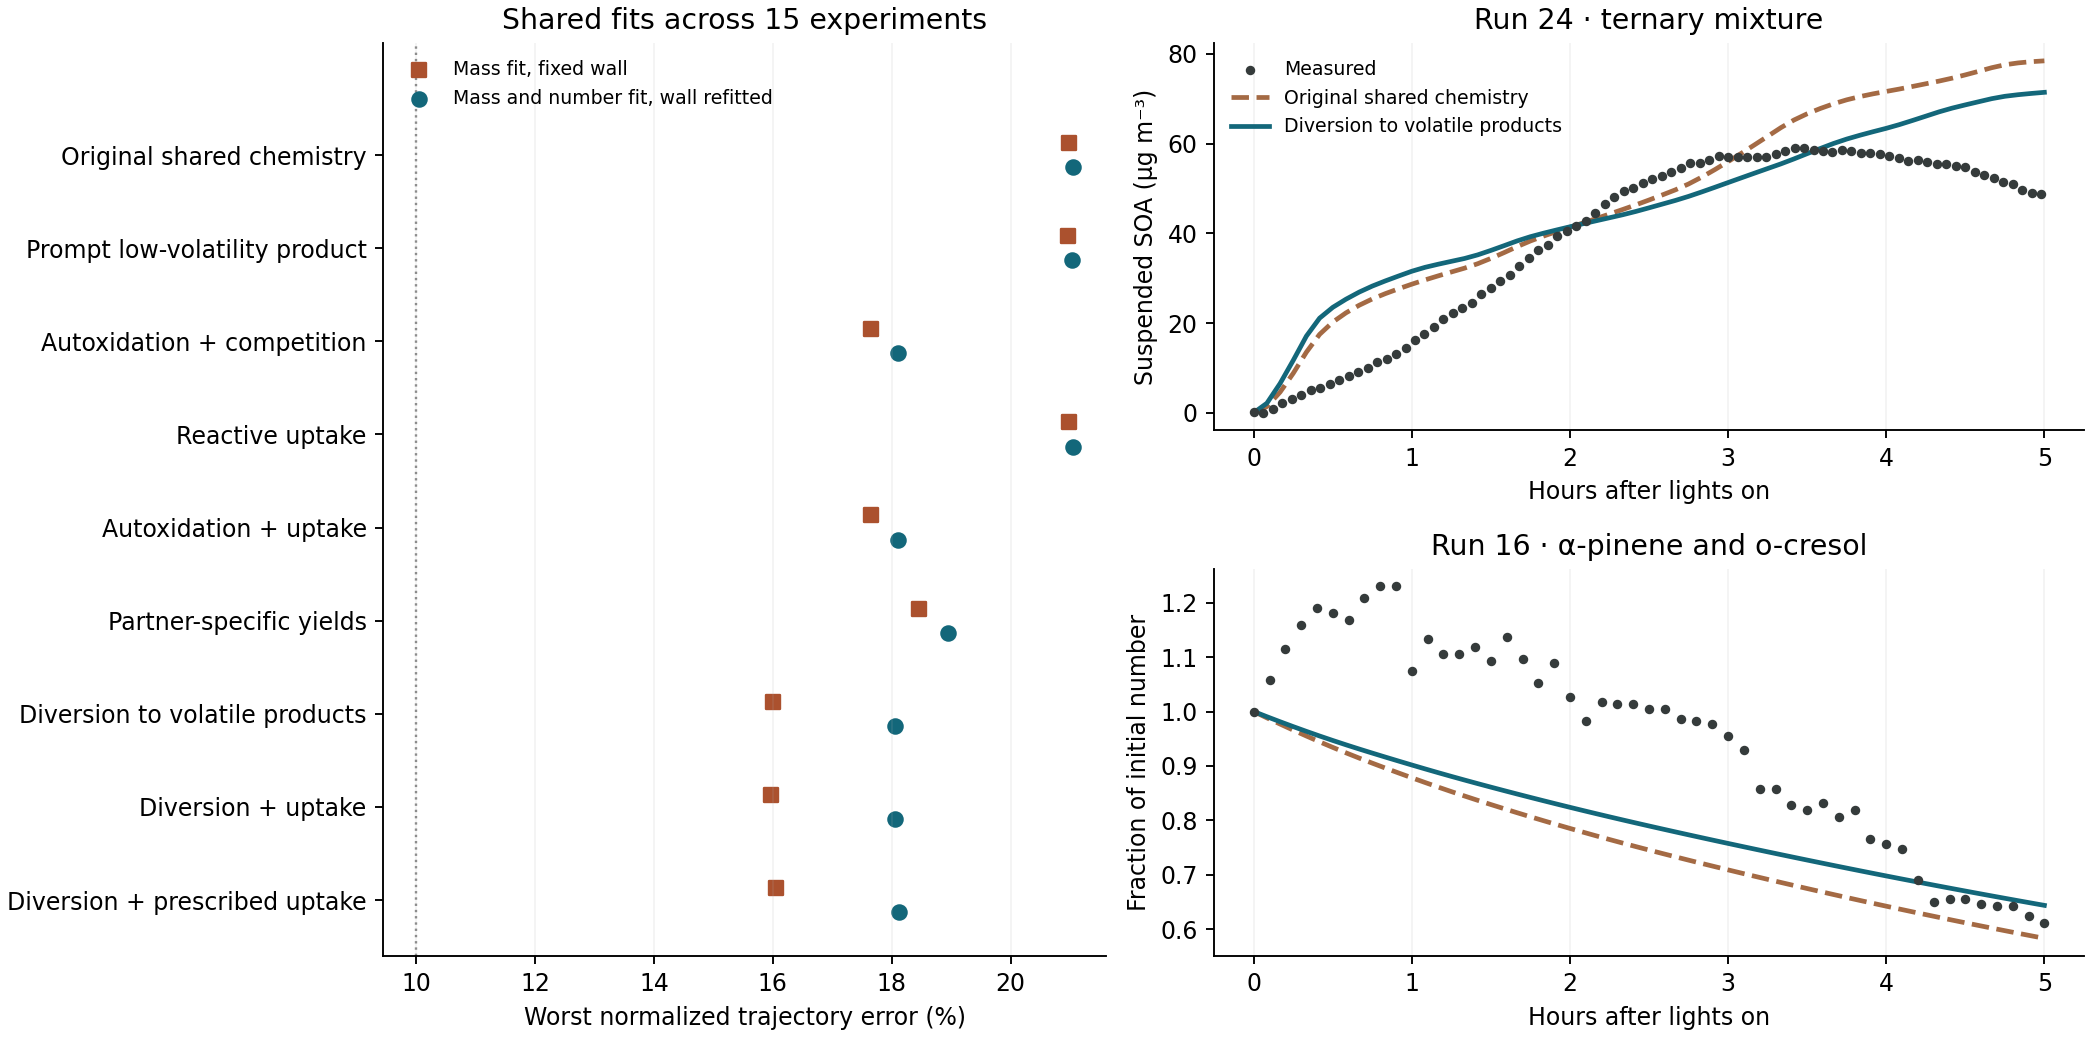 Shared fits across 15 experiments
Mass fit, fixed wall
Mass and number fit, wall refitted
Original shared chemistry
Prompt low-volatility product
Autoxidation + competition
Reactive uptake
Autoxidation + uptake
Partner-specific yields
Diversion to volatile products
Diversion + uptake
Diversion + prescribed uptake
10 12 14 16 18 20
Worst normalized trajectory error (%)
Run 24 · ternary mixture
Measured
Original shared chemistry
Diversion to volatile products
Suspended SOA (μg m⁻³)
80
60
40
20
0
0 1 2 3 4 5
Hours after lights on
Run 16 · α-pinene and o-cresol
Fraction of initial number
1.2
1.1
1.0
0.9
0.8
0.7
0.6
0 1 2 3 4 5
Hours after lights on